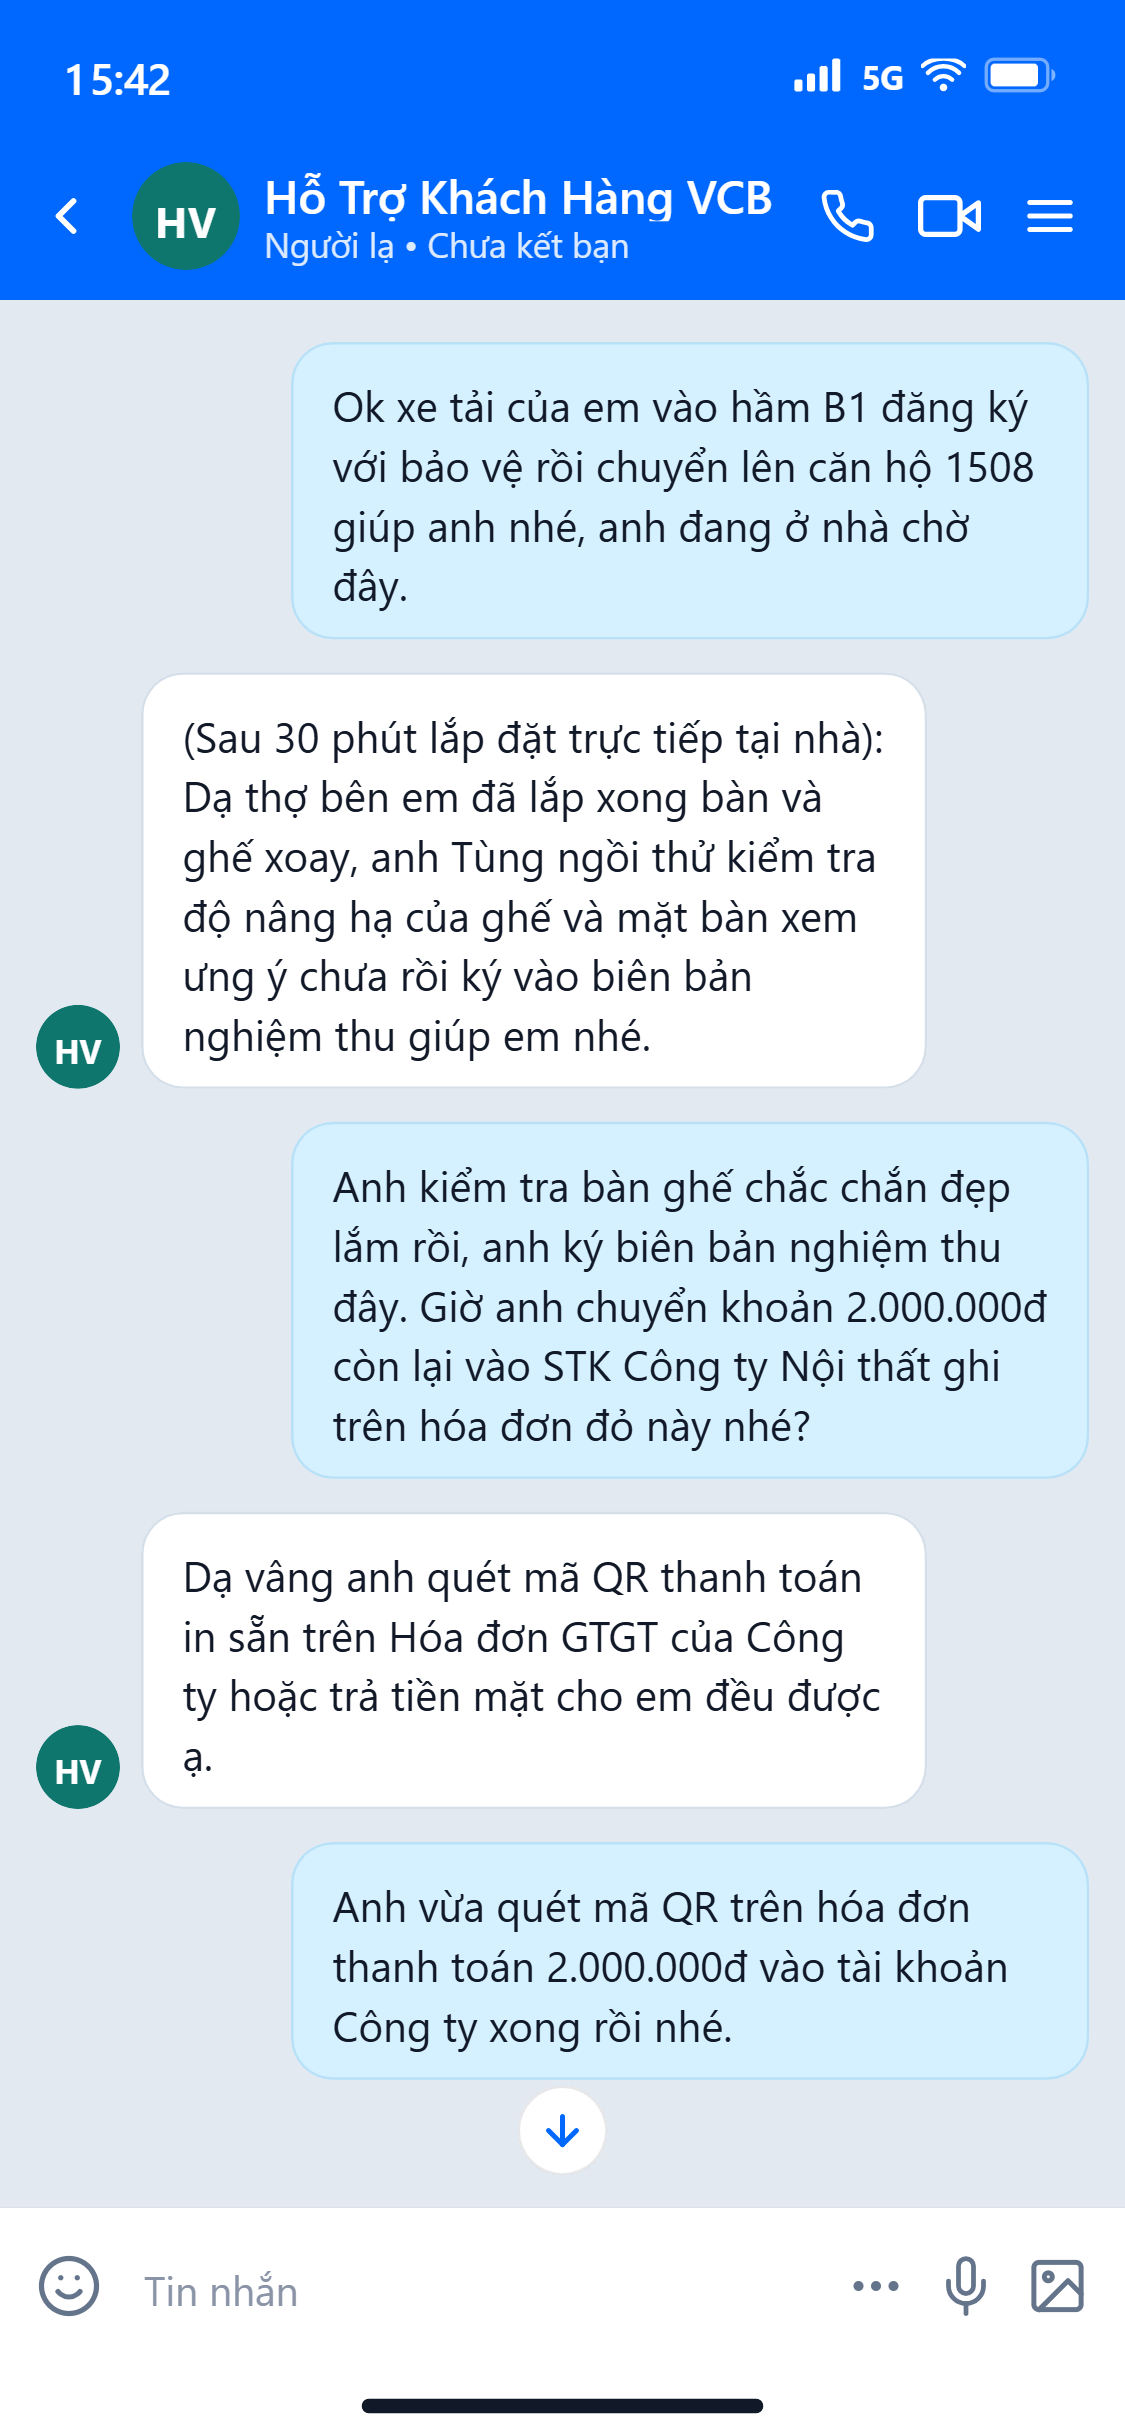 15:42
5G
HV
Hỗ Trợ Khách Hàng VCB
Người lạ • Chưa kết bạn
Ok xe tải của em vào hầm B1 đăng ký
với bảo vệ rồi chuyển lên căn hộ 1508
giúp anh nhé, anh đang ở nhà chờ
đây.
(Sau 30 phút lắp đặt trực tiếp tại nhà):
Dạ thợ bên em đã lắp xong bàn và
ghế xoay, anh Tùng ngồi thử kiểm tra
độ nâng hạ của ghế và mặt bàn xem
ưng ý chưa rồi ký vào biên bản
nghiệm thu giúp em nhé.
HV
Anh kiểm tra bàn ghế chắc chắn đẹp
lắm rồi, anh ký biên bản nghiệm thu
đây. Giờ anh chuyển khoản 2.000.000đ
còn lại vào STK Công ty Nội thất ghi
trên hóa đơn đỏ này nhé?
Dạ vâng anh quét mã QR thanh toán
in sẵn trên Hóa đơn GTGT của Công
ty hoặc trả tiền mặt cho em đều được
ạ.
HV
Anh vừa quét mã QR trên hóa đơn
thanh toán 2.000.000đ vào tài khoản
Công ty xong rồi nhé.
Tin nhắn